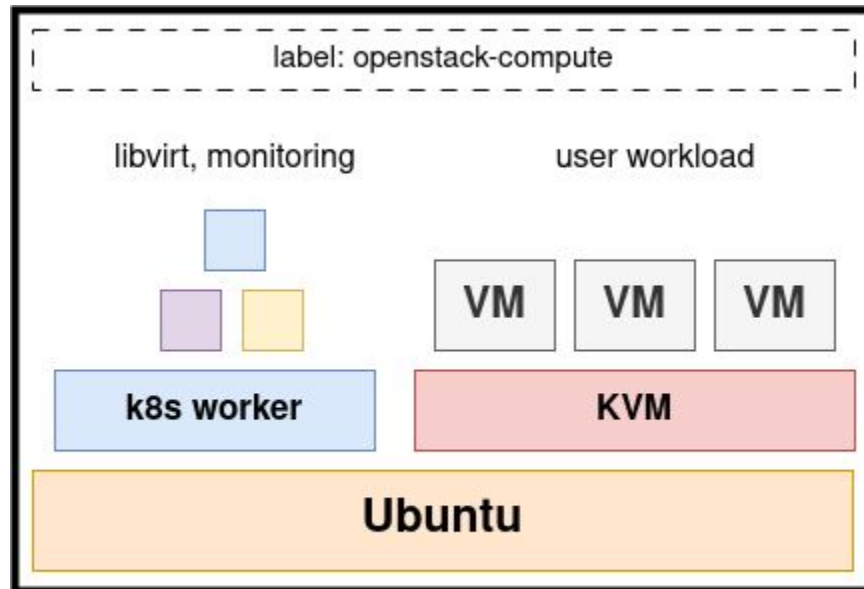 label: openstack-compute
libvirt, monitoring
user workload
VM
VM
VM
k8s worker
KVM
Ubuntu